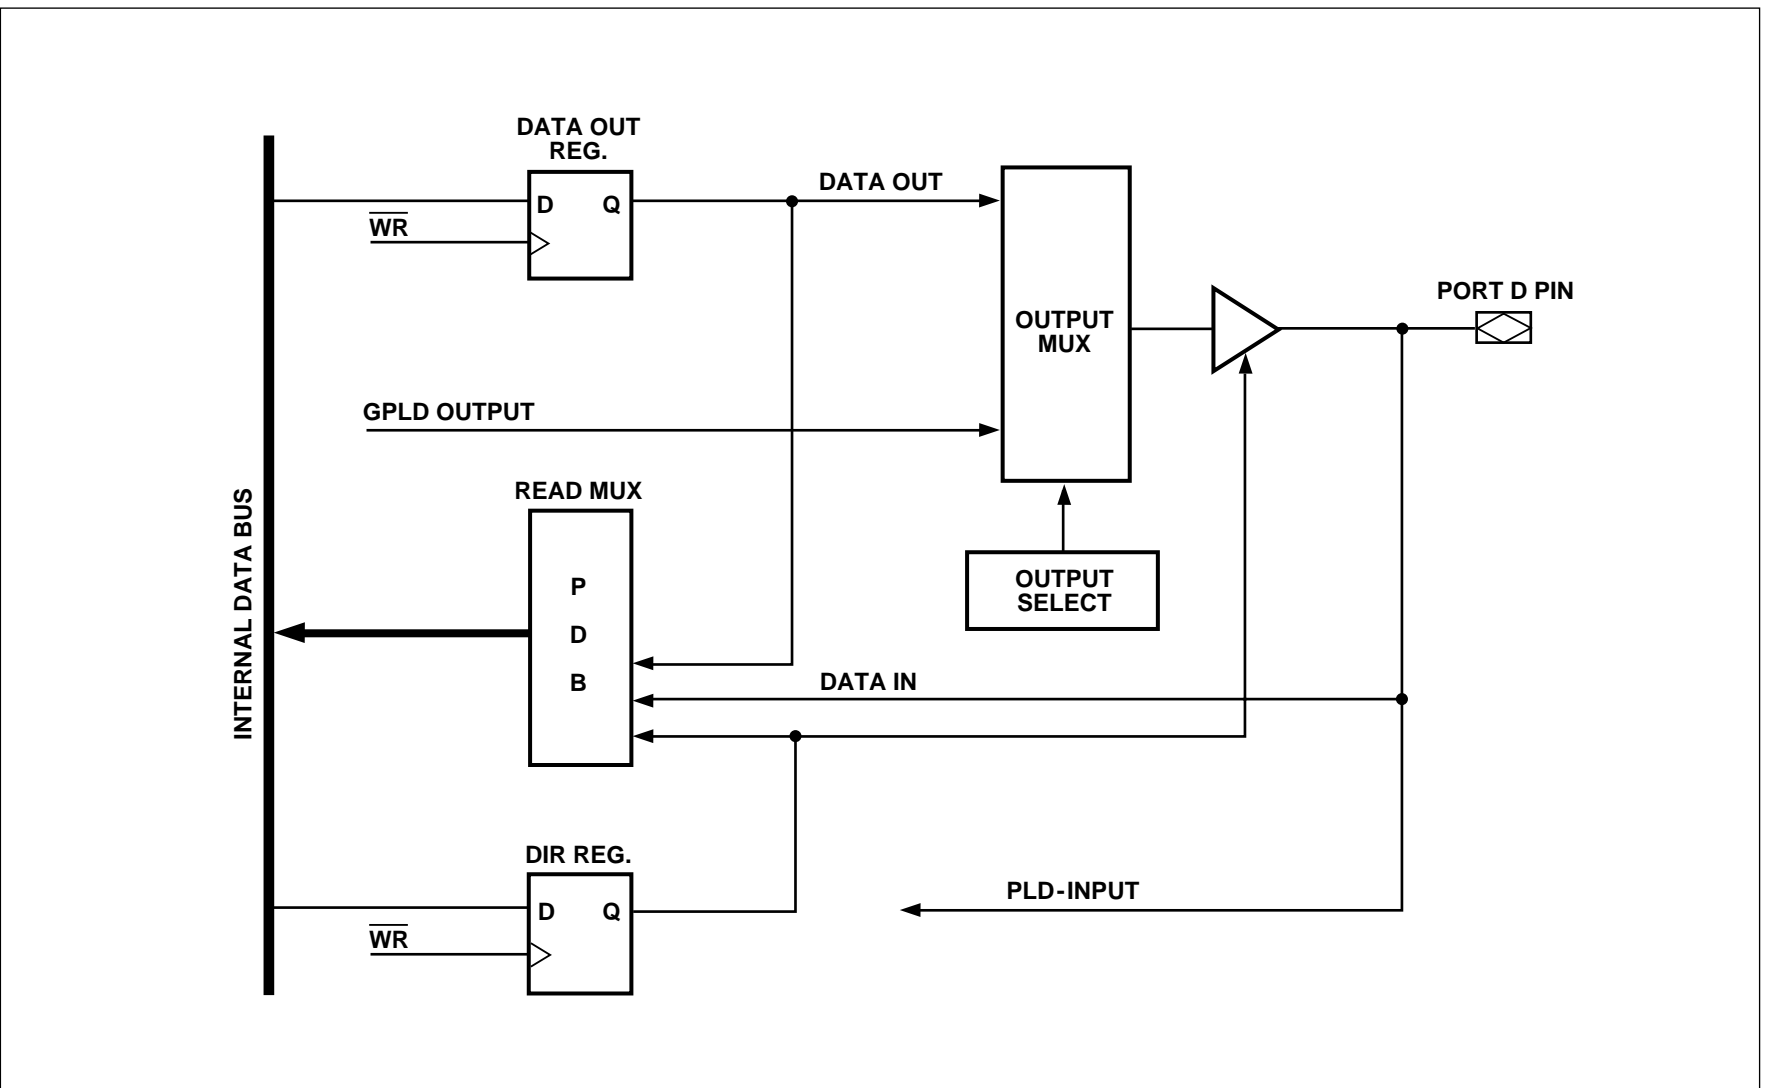 DATA OUT
REG.
D Q
WR
DATA OUT
OUTPUT
MUX
PORT D PIN
GPLD OUTPUT
READ MUX
P
D
B
OUTPUT
SELECT
INTERNAL DATA BUS
DATA IN
DIR REG.
D Q
WR
PLD-INPUT